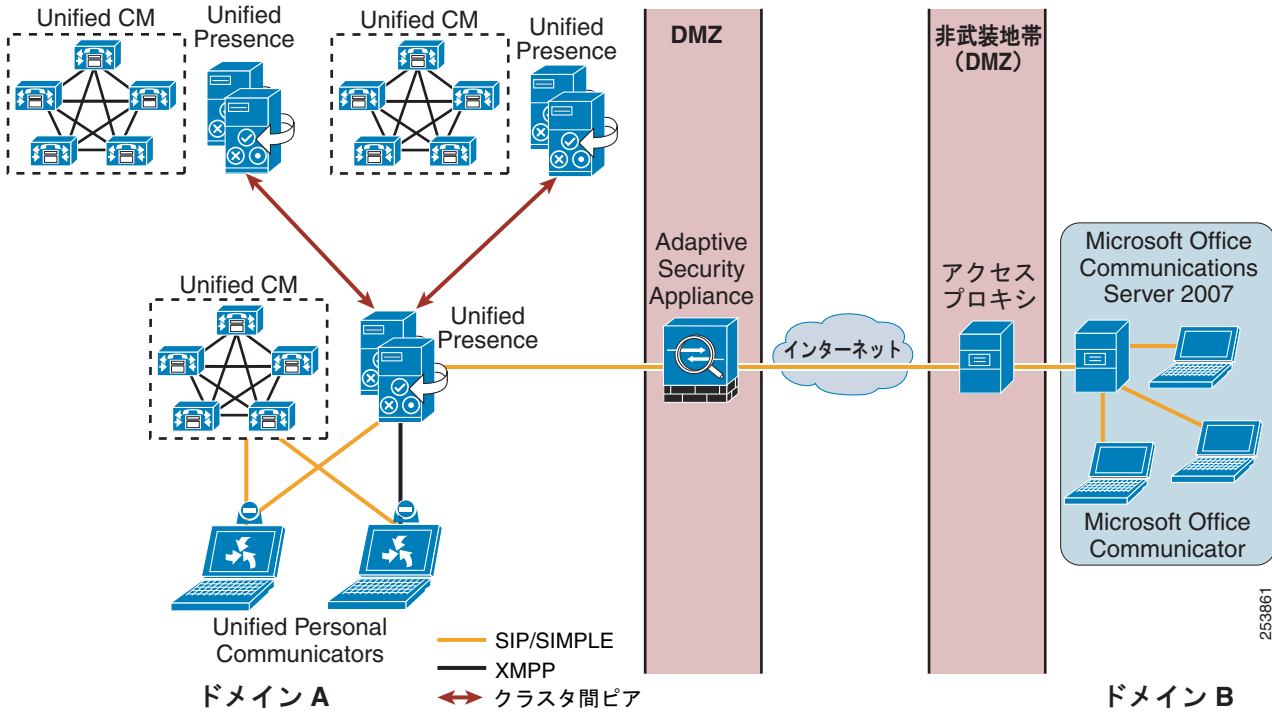 Unified CM
Unified
Presence
Unified CM
Unified
Presence
DMZ
非武装地帯
（DMZ）
Unified CM
Unified
Presence
Adaptive
Security
Appliance
インターネット
アクセス
プロキシ
Microsoft Office
Communications
Server 2007
Microsoft Office
Communicator
Unified Personal
Communicators
SIP/SIMPLE
XMPP
クラスタ間ピア
ドメイン A
ドメイン B
253861